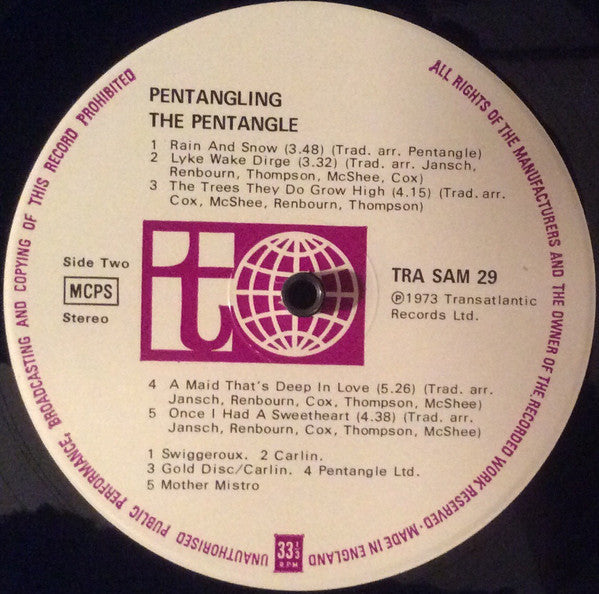 PENTANGLING
THE PENTANGLE
1 Rain And Snow (3.48) (Trad. arr. Pentangle)
2 Lyke Wake Dirge (3.32) (Trad. arr. Jansch,
Renbourn, Thompson, McShee, Cox)
3 The Trees They Do Grow High (4.15) (Trad. arr.
Cox, McShee, Renbourn, Thompson)
Side Two
MCPS
Stereo
t
TRA SAM 29
Ⓟ1973 Transatlantic
Records Ltd.
4 A Maid That's Deep In Love (5.26) (Trad. arr.
Jansch, Renbourn, Cox, Thompson, McShee)
5 Once I Had A Sweetheart (4.38) (Trad. arr.
Jansch, Renbourn, Cox, Thompson, McShee)
1 Swiggeroux. 2 Carlin.
3 Gold Disc/Carlin. 4 Pentangle Ltd.
5 Mother Mistro
33 1/3
RPM
ALL RIGHTS OF THE MANUFACTURERS AND THE OWNER OF THE RECORDED WORK RESERVED · MADE IN ENGLAND
UNAUTHORISED PUBLIC PERFORMANCE, BROADCASTING AND COPYING OF THIS RECORD PROHIBITED